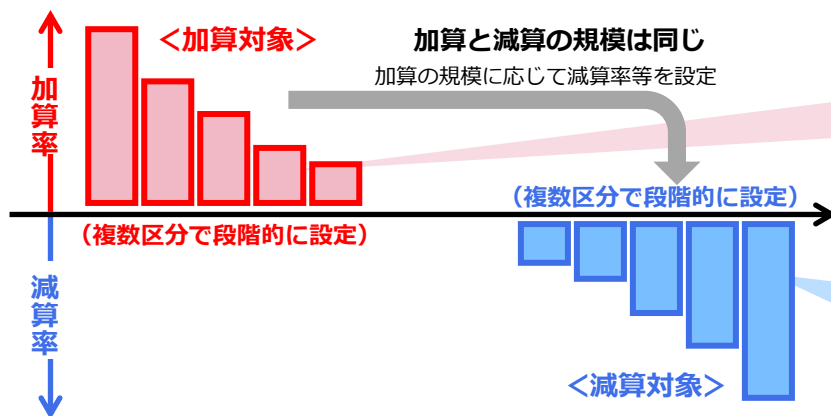 ＜加算対象＞
加算と減算の規模は同じ
加算の規模に応じて減算率等を設定
加算率
（複数区分で段階的に設定）
（複数区分で段階的に設定）
減算率
＜減算対象＞